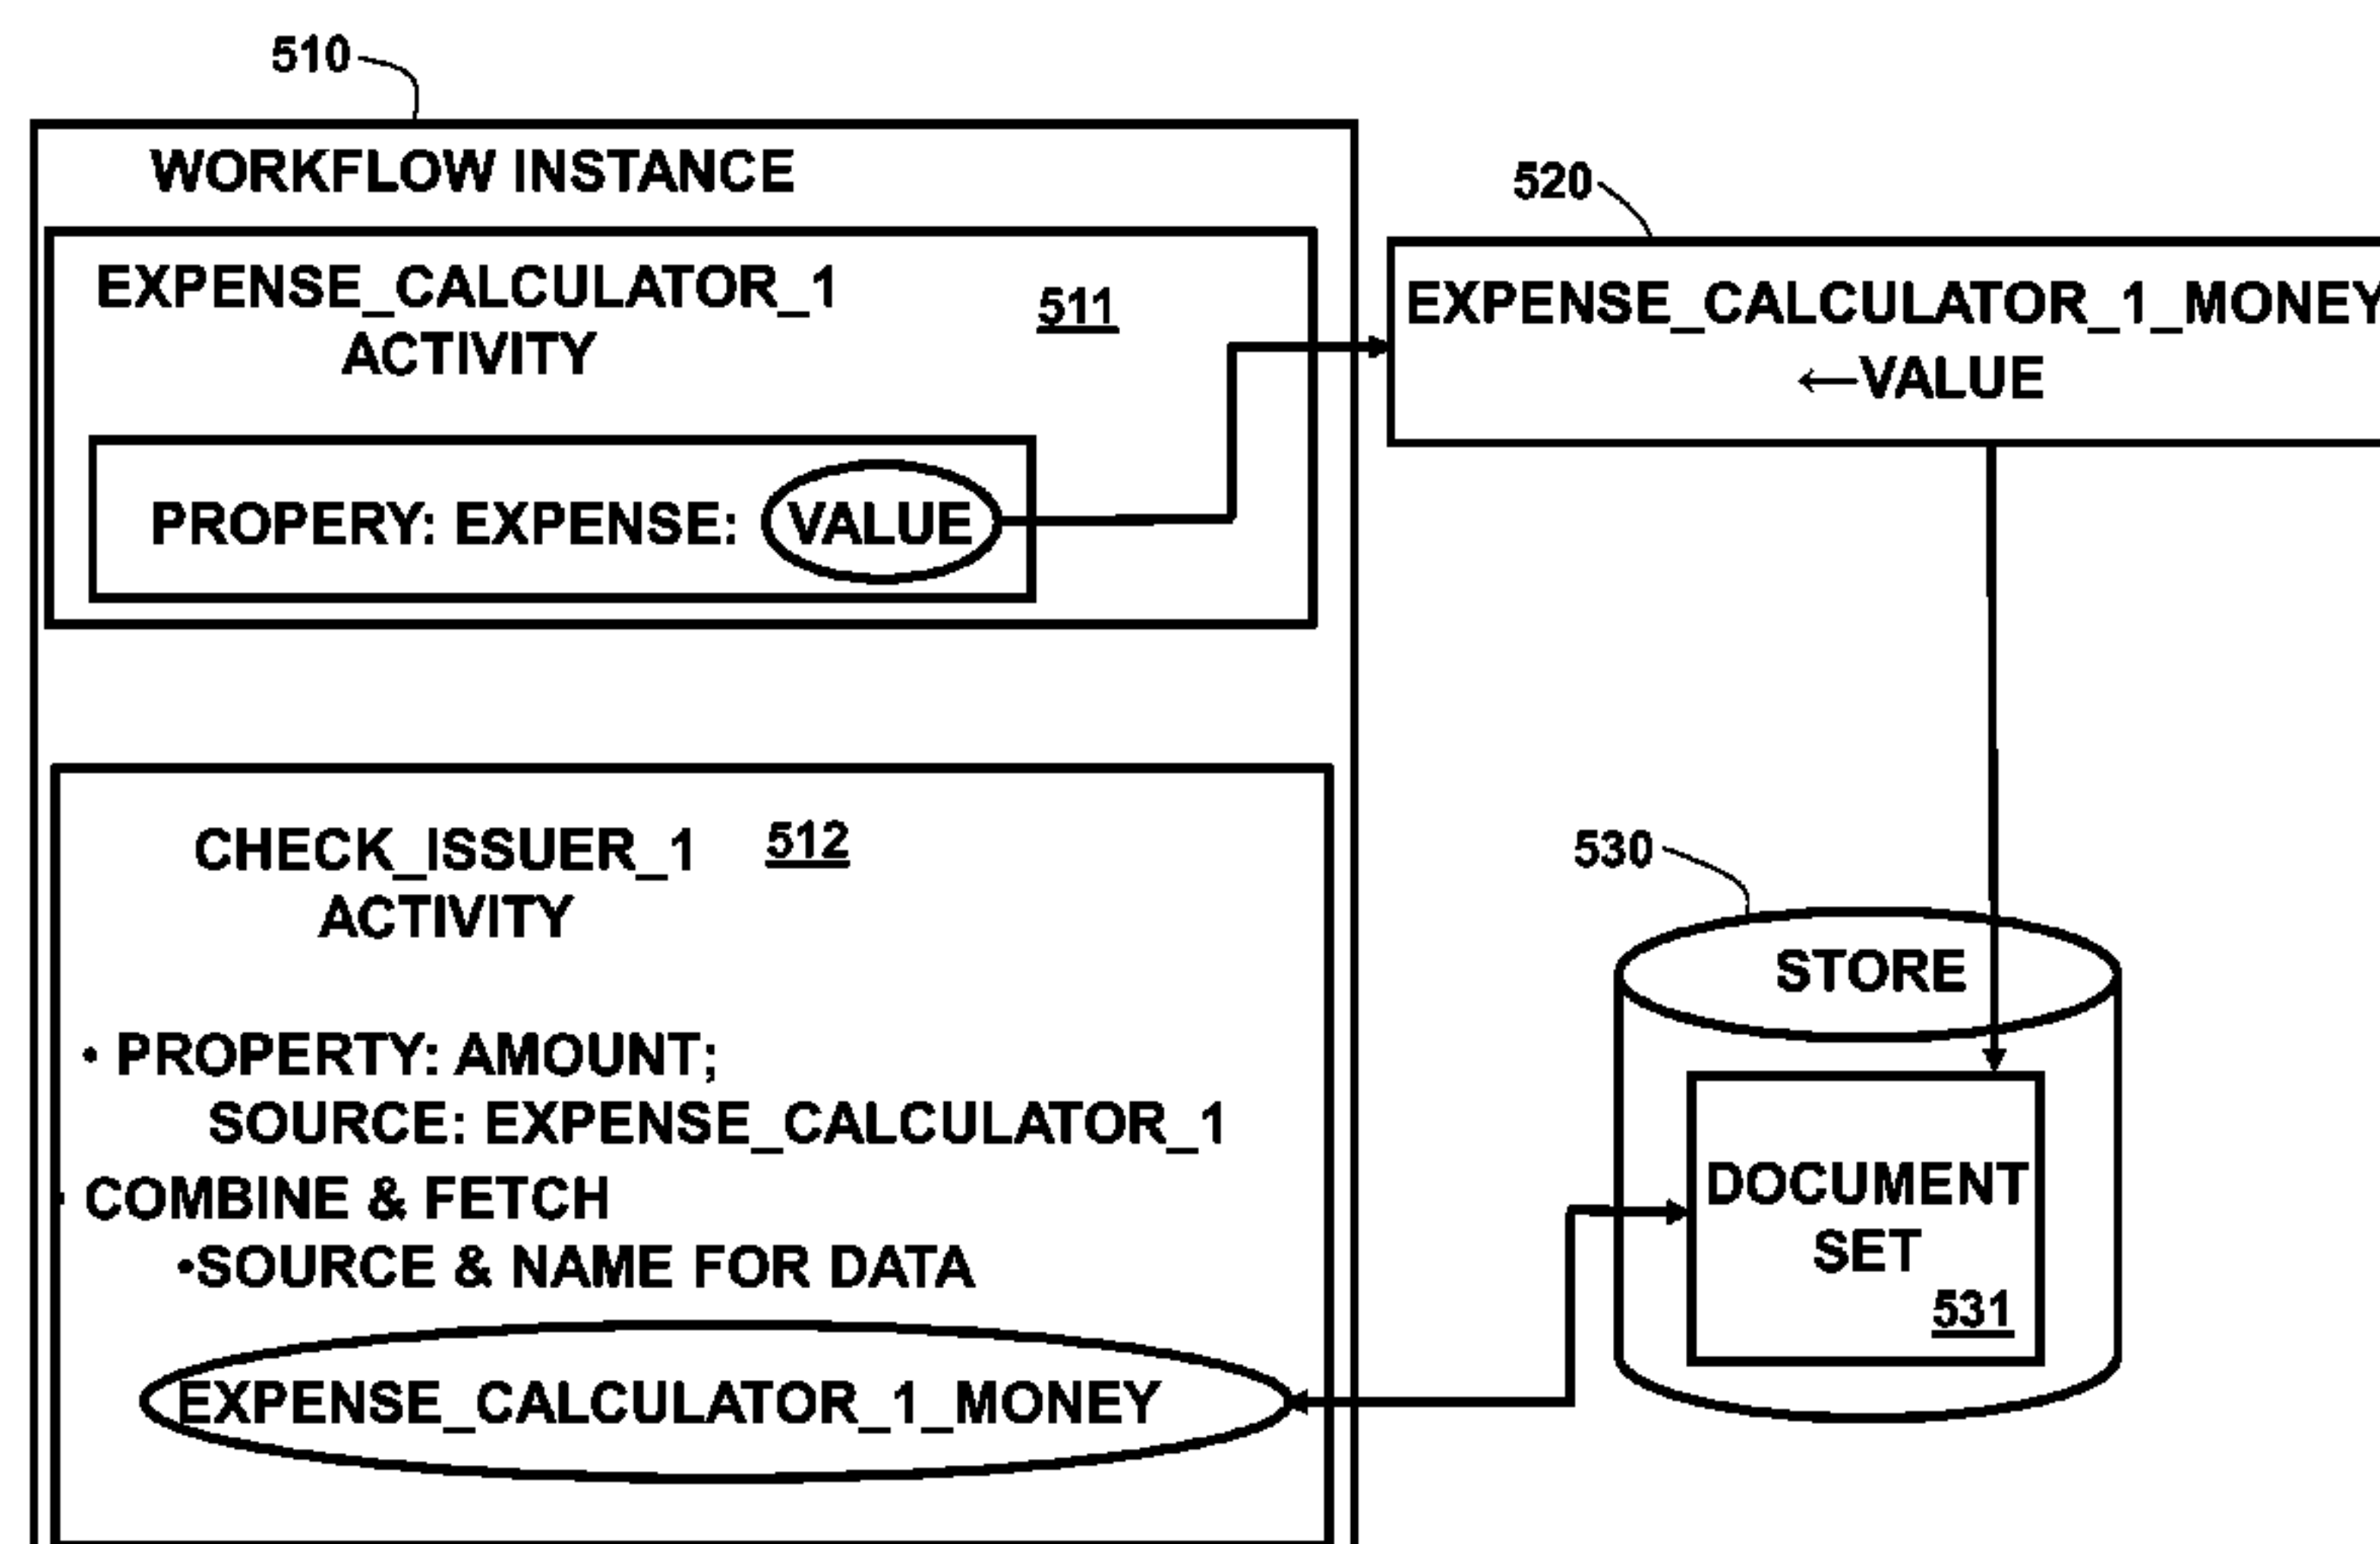 510
WORKFLOW INSTANCE
EXPENSE_CALCULATOR_1
ACTIVITY
511
PROPERY: EXPENSE: VALUE
520
EXPENSE_CALCULATOR_1_MONEY
←VALUE
CHECK_ISSUER_1
ACTIVITY
512
• PROPERTY: AMOUNT;
SOURCE: EXPENSE_CALCULATOR_1
• COMBINE & FETCH
•SOURCE & NAME FOR DATA
EXPENSE_CALCULATOR_1_MONEY
530
STORE
DOCUMENT
SET
531